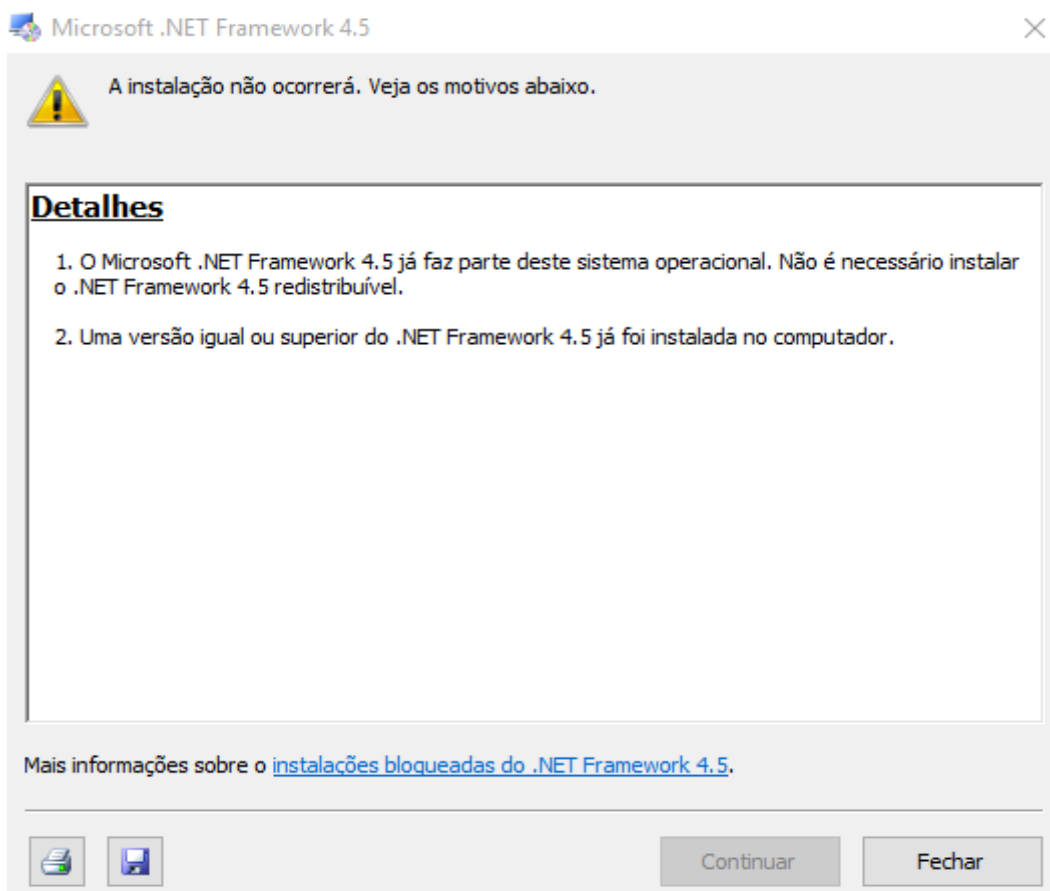 Microsoft .NET Framework 4.5
A instalação não ocorrerá. Veja os motivos abaixo.
Detalhes
1. O Microsoft .NET Framework 4.5 já faz parte deste sistema operacional. Não é necessário instalar
o .NET Framework 4.5 redistribuível.
2. Uma versão igual ou superior do .NET Framework 4.5 já foi instalada no computador.
Mais informações sobre o instalações bloqueadas do .NET Framework 4.5.
Continuar
Fechar